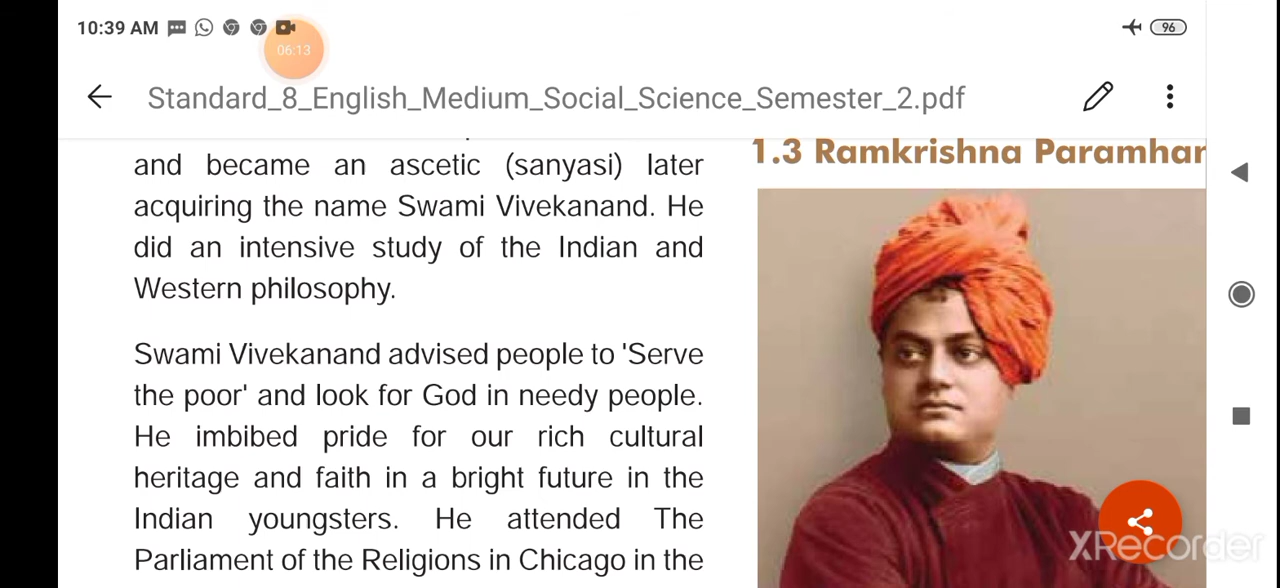 10:39 AM
06:13
96
Standard_8_English_Medium_Social_Science_Semester_2.pdf
and became an ascetic (sanyasi) later
acquiring the name Swami Vivekanand. He
did an intensive study of the Indian and
Western philosophy.
Swami Vivekanand advised people to 'Serve
the poor' and look for God in needy people.
He imbibed pride for our rich cultural
heritage and faith in a bright future in the
Indian youngsters. He attended The
Parliament of the Religions in Chicago in the
1.3 Ramkrishna Paramhan
XRecorder